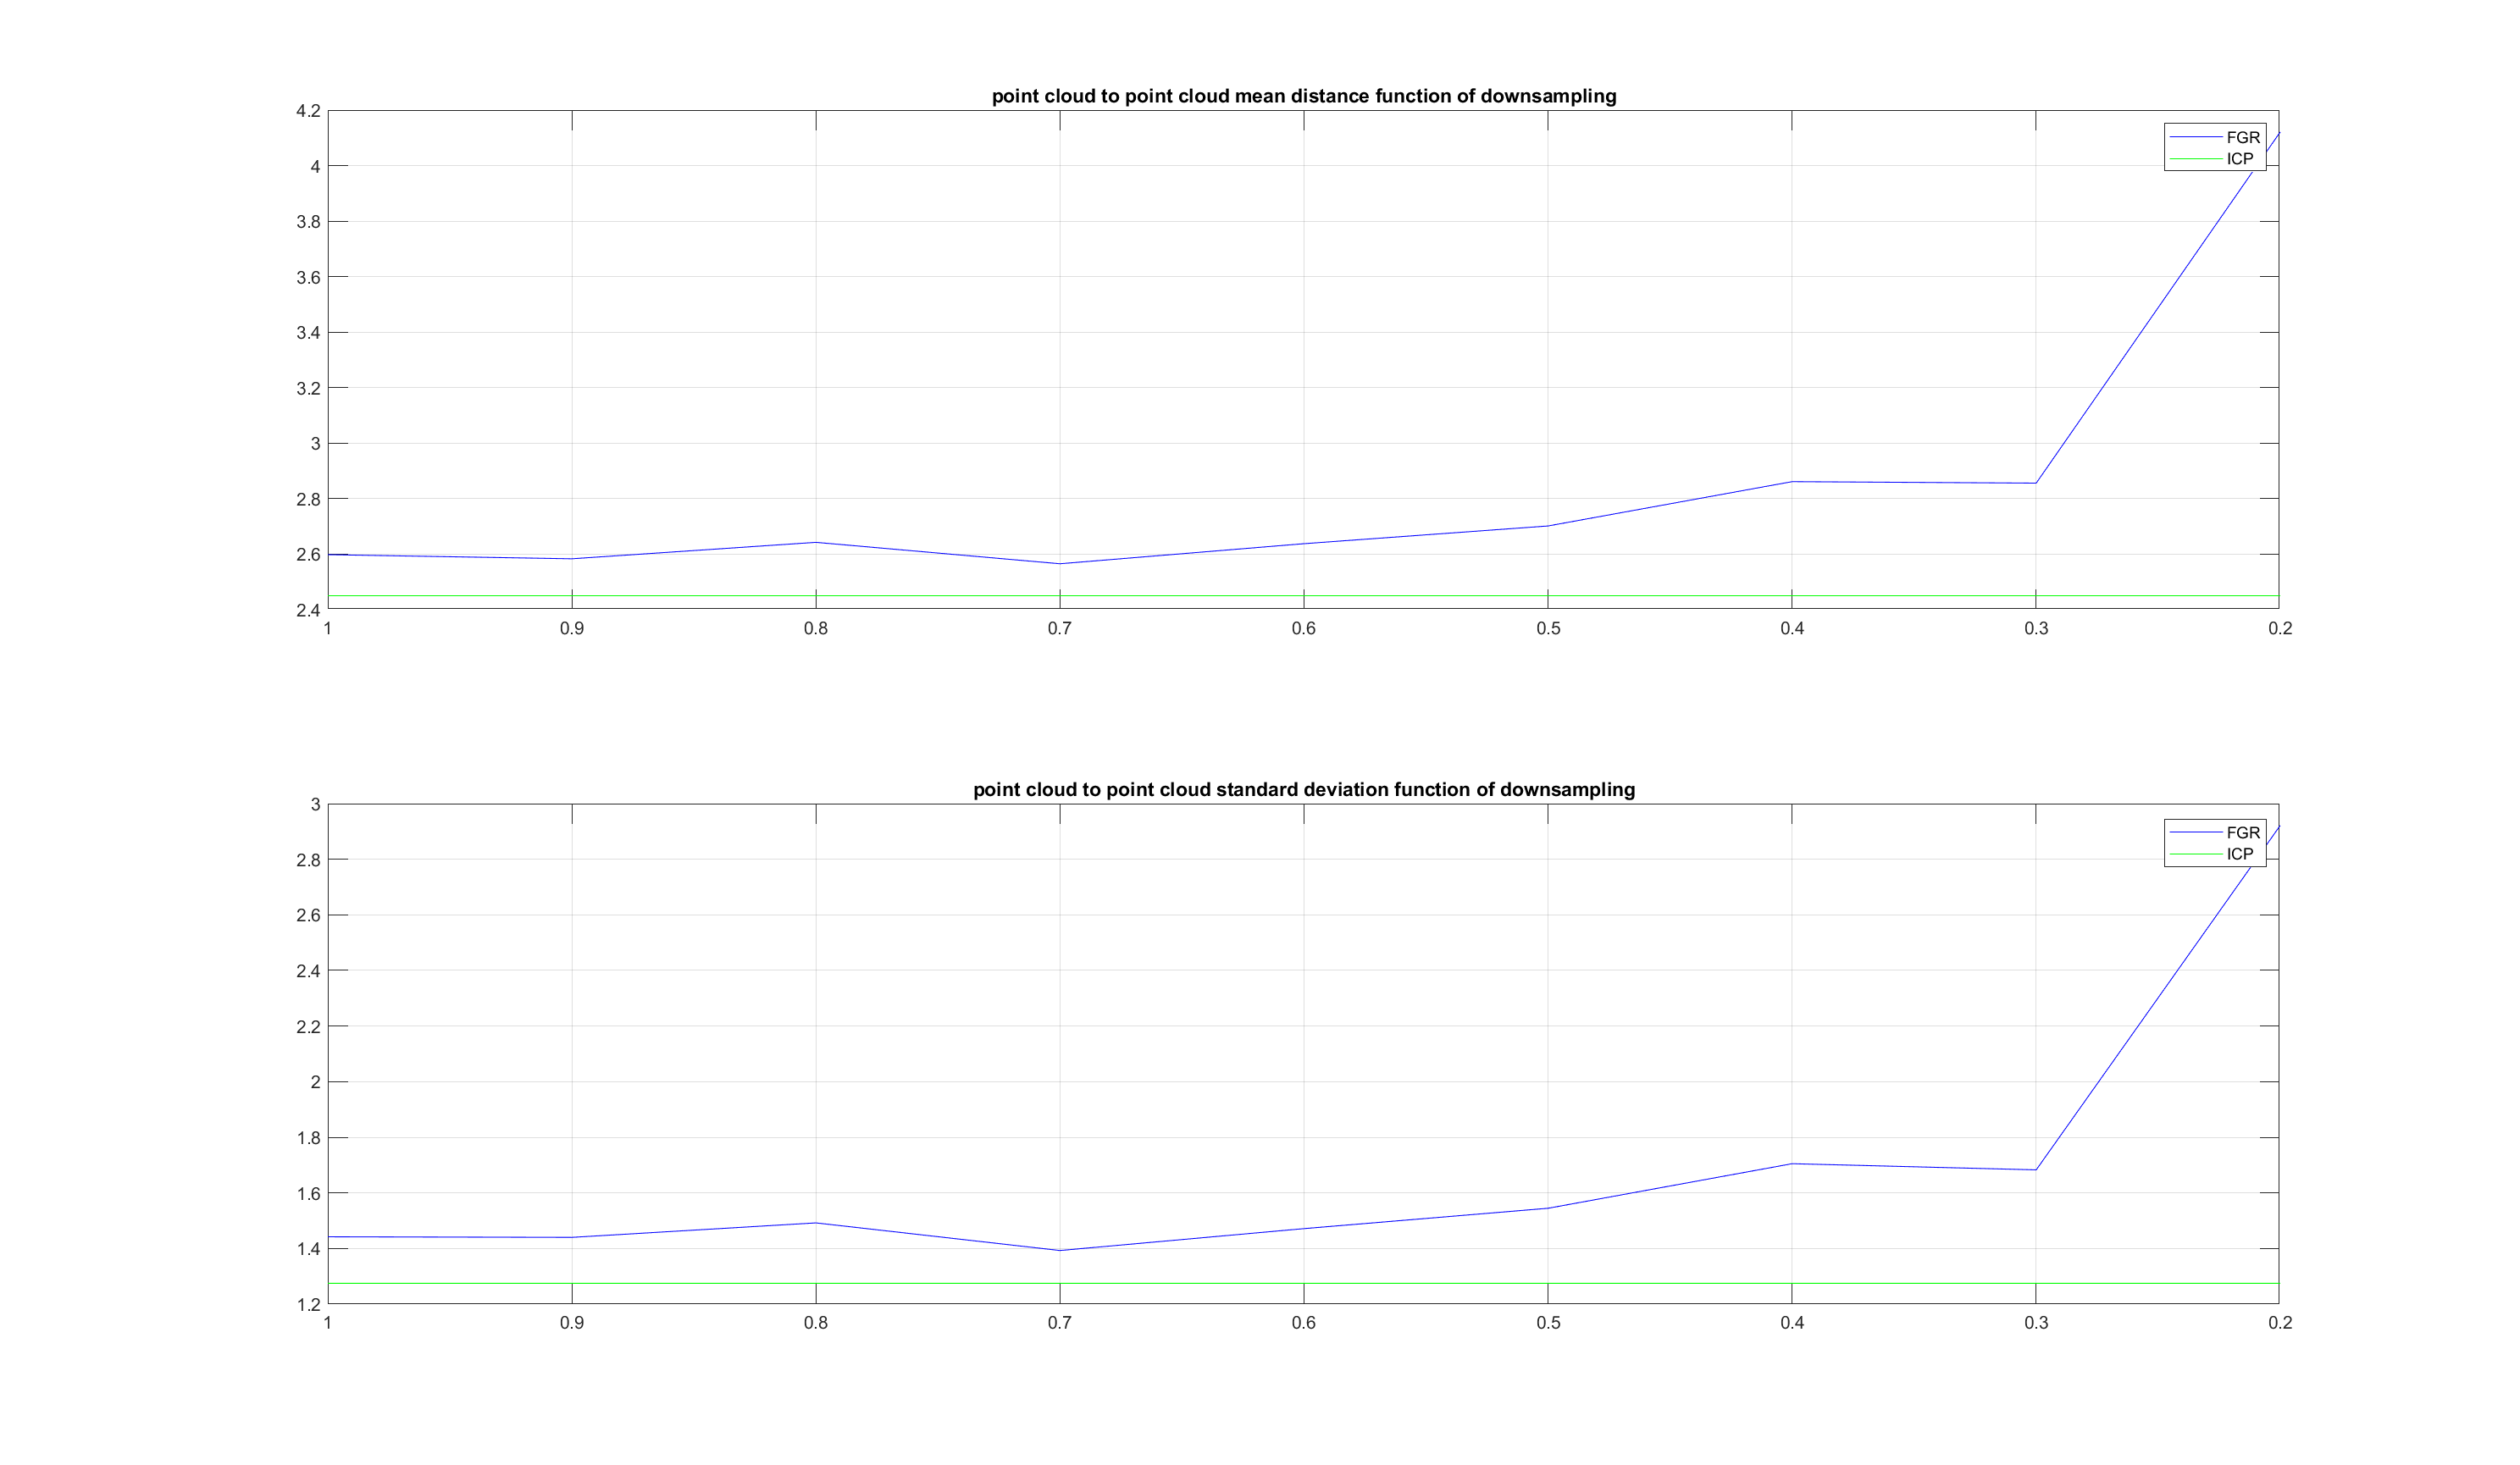 point cloud to point cloud mean distance function of downsampling
4.2
4
3.8
3.6
3.4
3.2
3
2.8
2.6
2.4
FGR
ICP
1 0.9 0.8 0.7 0.6 0.5 0.4 0.3 0.2
point cloud to point cloud standard deviation function of downsampling
3
2.8
2.6
2.4
2.2
2
1.8
1.6
1.4
1.2
FGR
ICP
1 0.9 0.8 0.7 0.6 0.5 0.4 0.3 0.2